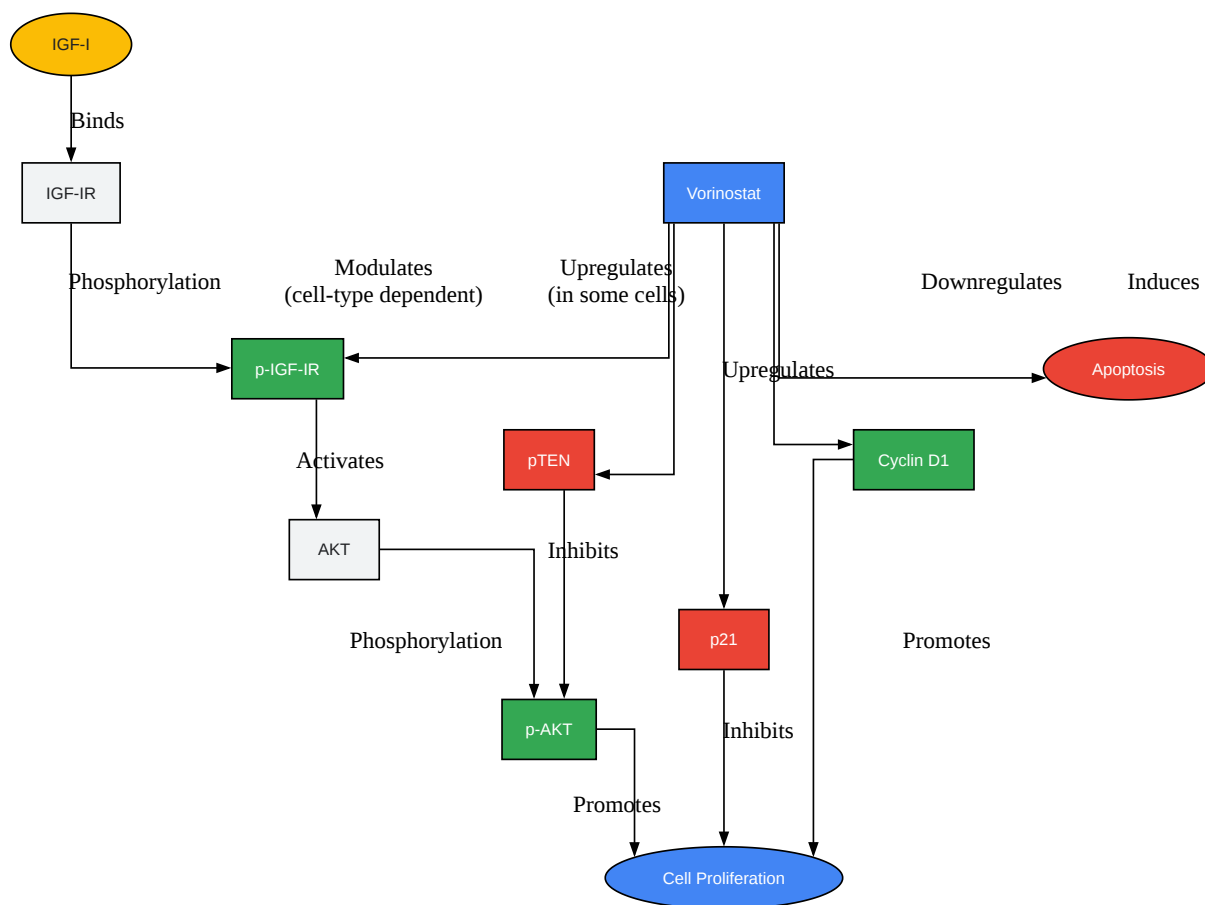 IGF-I
Binds
IGF-IR
Vorinostat
Phosphorylation
Modulates
(cell-type dependent)
Upregulates
(in some cells)
Downregulates
Induces
p-IGF-IR
Upregulates
Apoptosis
Activates
pTEN
Cyclin D1
AKT
Inhibits
Phosphorylation
p21
Promotes
p-AKT
Inhibits
Promotes
Cell Proliferation